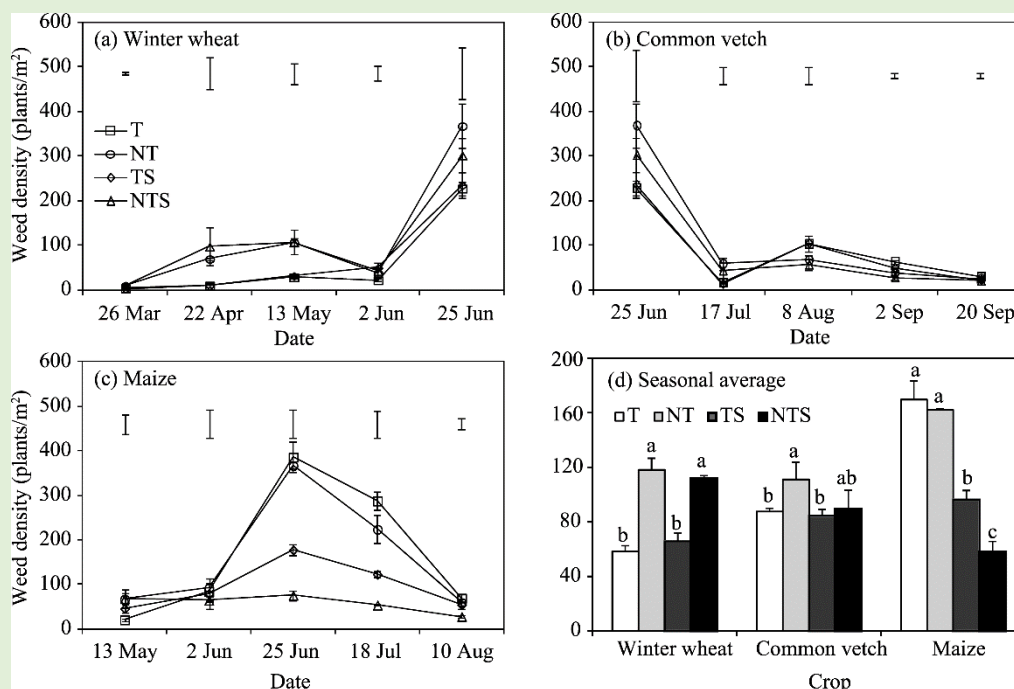 (a) Winter wheat
Weed density (plants/m²)
600
500
400
300
200
100
0
T
NT
TS
NTS
26 Mar 22 Apr 13 May 2 Jun 25 Jun
Date
(b) Common vetch
600
500
400
300
200
100
0
25 Jun 17 Jul 8 Aug 2 Sep 20 Sep
Date
(c) Maize
Weed density (plants/m²)
600
500
400
300
200
100
0
13 May 2 Jun 25 Jun 18 Jul 10 Aug
Date
(d) Seasonal average
T NT TS NTS
200
160
120
80
40
0
b a b a
b a b ab
a a b c
Winter wheat Common vetch Maize
Crop